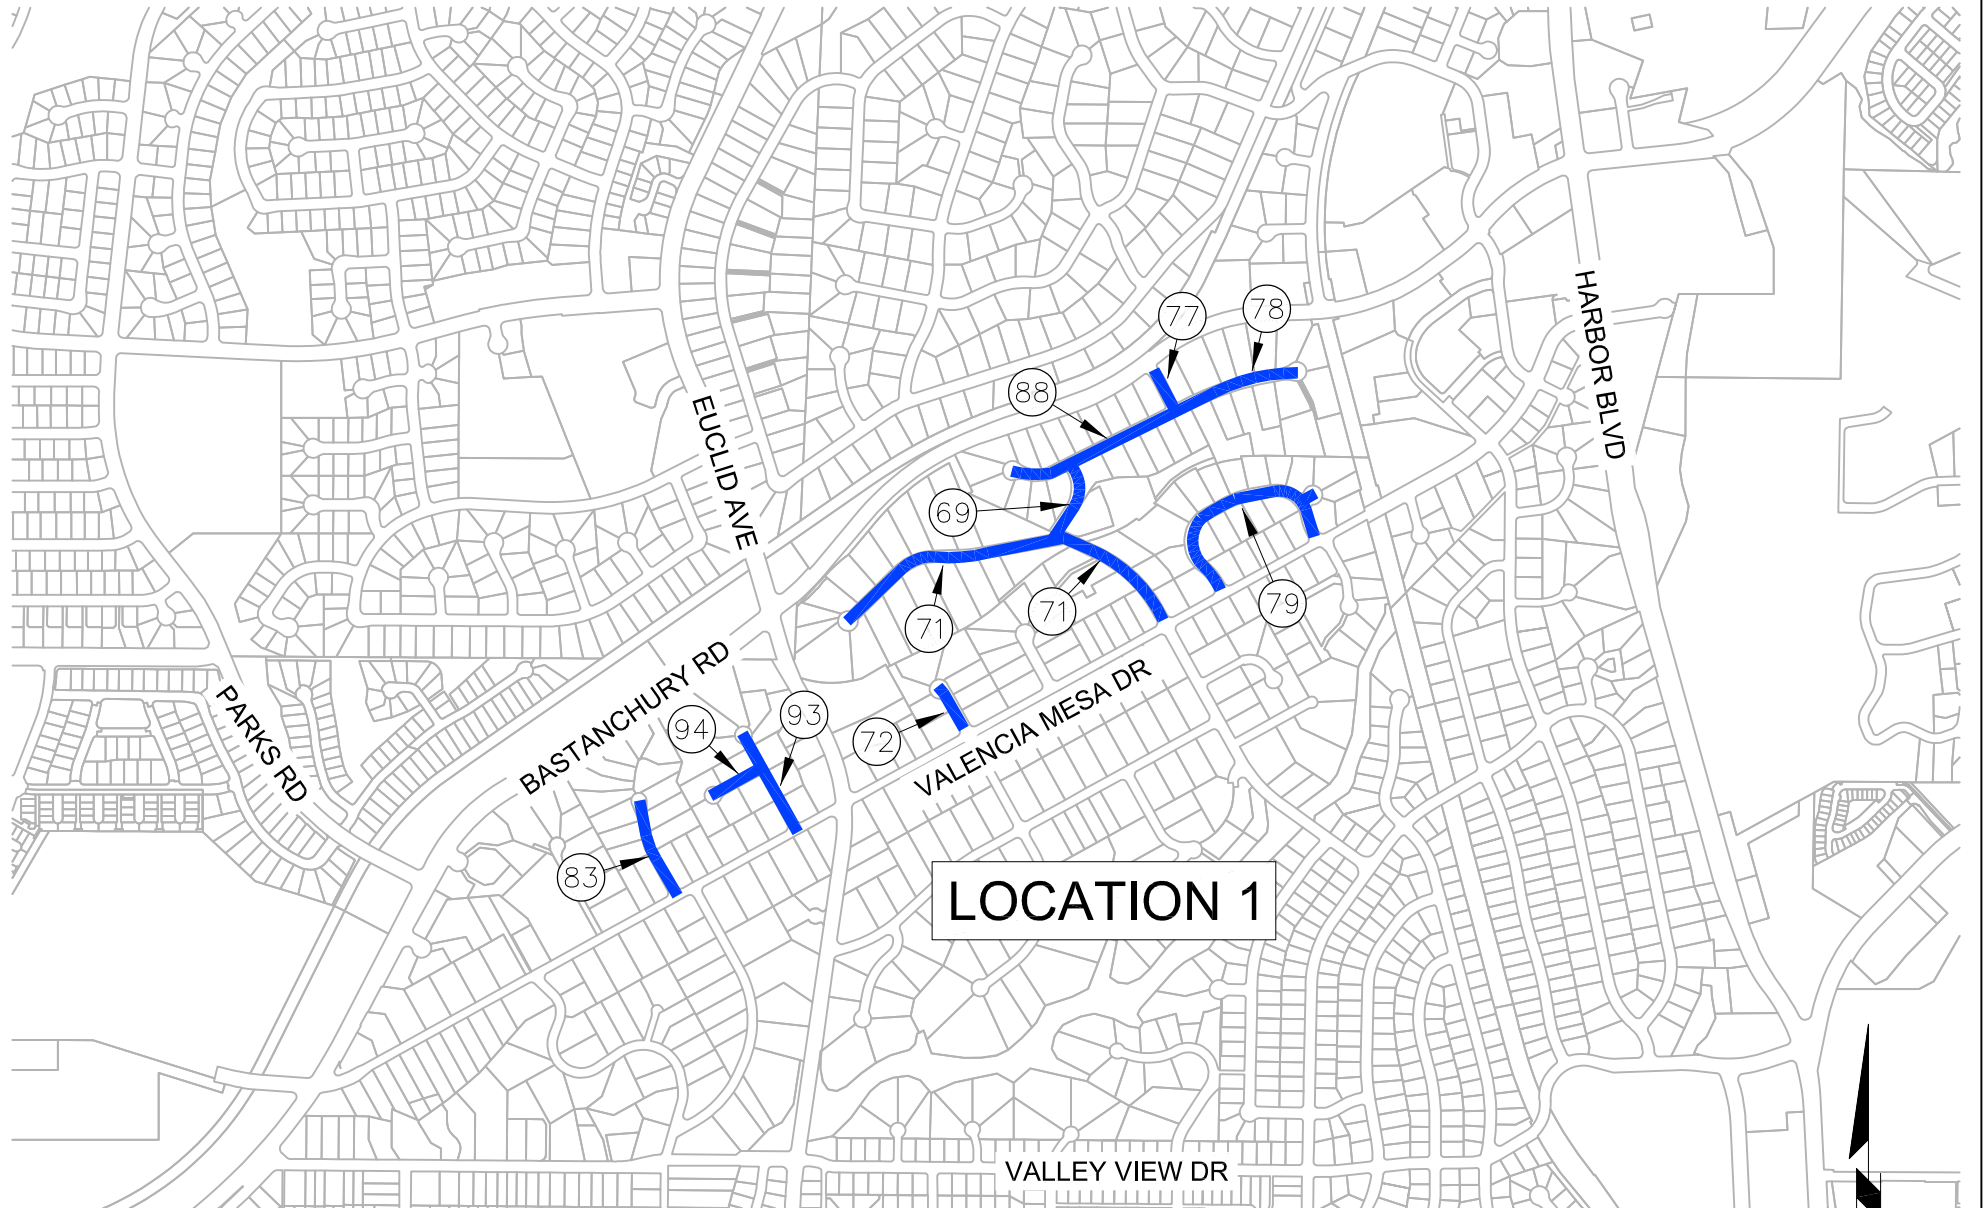 77
78
HARBOR BLVD
88
EUCLID AVE
69
71
71
79
BASTANCHURY RD
PARKS RD
94
93
72
VALENCIA MESA DR
83
LOCATION 1
VALLEY VIEW DR